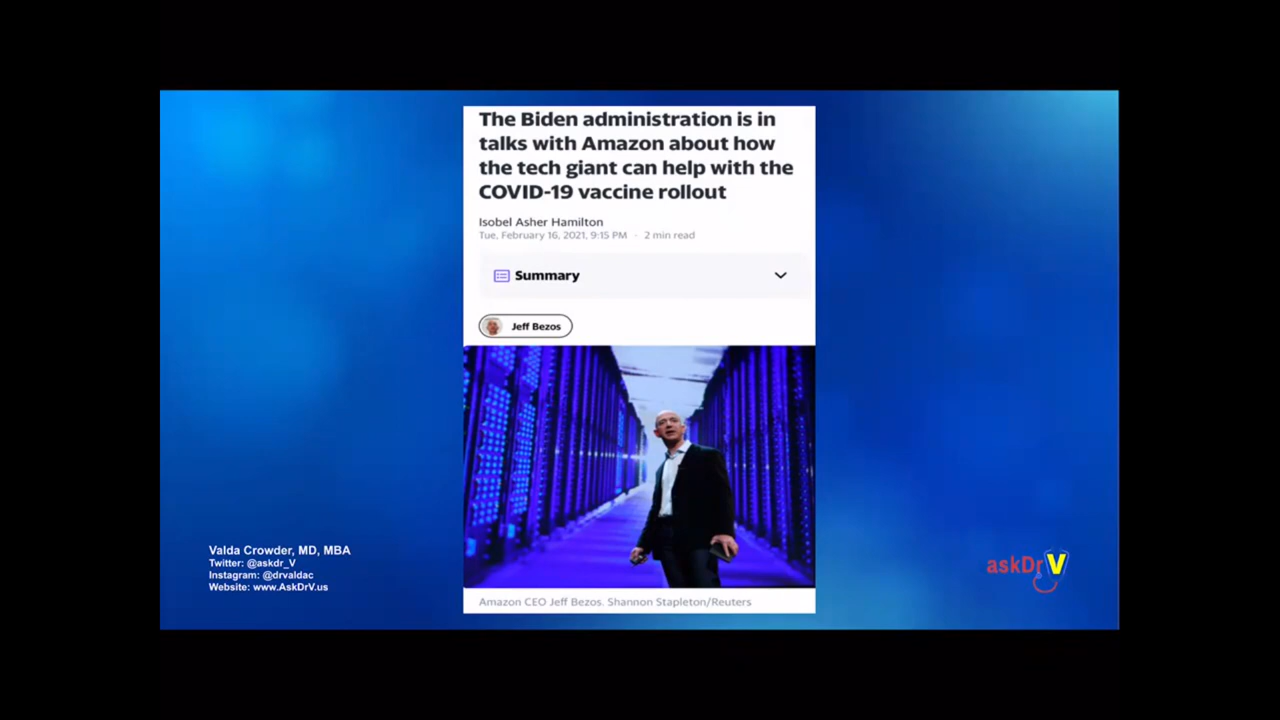 The Biden administration is in
talks with Amazon about how
the tech giant can help with the
COVID-19 vaccine rollout
Isobel Asher Hamilton
Tue, February 16, 2021, 9:15 PM · 2 min read
Summary
Jeff Bezos
Amazon CEO Jeff Bezos. Shannon Stapleton/Reuters
Valda Crowder, MD, MBA
Twitter: @askdr_V
Instagram: @drvaldac
Website: www.AskDrV.us
askDrV